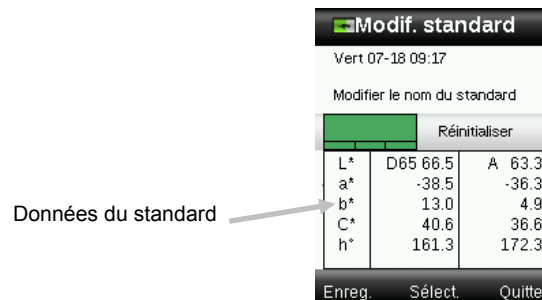 Modif. standard
Vert 07-18 09:17
Modifier le nom du standard
Réinitialiser
L* D65 66.5 A 63.3
a* -38.5 -36.3
Données du standard
b* 13.0 4.9
C* 40.6 36.6
h° 161.3 172.3
Enreg. Sélect. Quitte